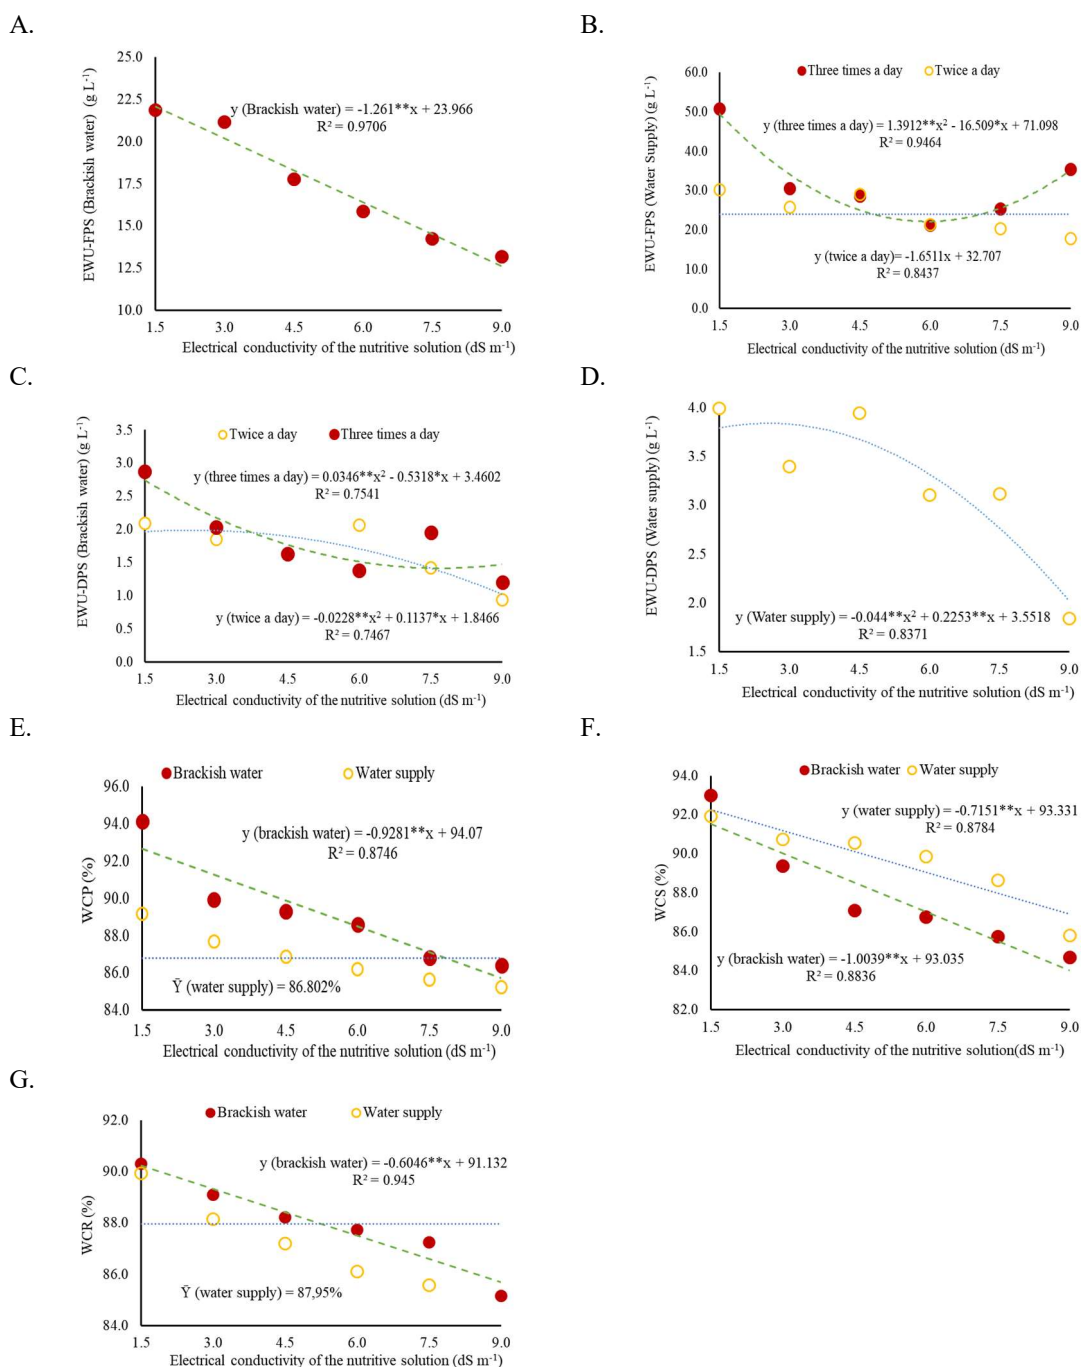 A.
EWU-FPS (Brackish water) (g L⁻¹)
25.0
22.5
20.0
17.5
15.0
12.5
10.0
y (Brackish water) = -1.261**x + 23.966
R² = 0.9706
1.5 3.0 4.5 6.0 7.5 9.0
Electrical conductivity of the nutritive solution (dS m⁻¹)
B.
EWU-FPS (Water Supply) (g L⁻¹)
Three times a day Twice a day
60.0
50.0
40.0
30.0
20.0
10.0
0.0
y (three times a day) = 1.3912**x² - 16.509*x + 71.098
R² = 0.9464
y (twice a day)= -1.6511x + 32.707
R² = 0.8437
1.5 3.0 4.5 6.0 7.5 9.0
Electrical conductivity of the nutritive solution (dS m⁻¹)
C.
EWU-DPS (Brackish water) (g L⁻¹)
3.5
3.0
2.5
2.0
1.5
1.0
0.5
0.0
Twice a day Three times a day
y (three times a day) = 0.0346**x² - 0.5318*x + 3.4602
R² = 0.7541
y (twice a day) = -0.0228**x² + 0.1137*x + 1.8466
R² = 0.7467
1.5 3.0 4.5 6.0 7.5 9.0
Electrical conductivity of the nutritive solution (dS m⁻¹)
D.
EWU-DPS (Water supply) (g L⁻¹)
4.0
3.5
3.0
2.5
2.0
1.5
y (Water supply) = -0.044**x² + 0.2253**x + 3.5518
R² = 0.8371
1.5 3.0 4.5 6.0 7.5 9.0
Electrical conductivity of the nutritive solution (dS m⁻¹)
E.
Brackish water Water supply
WCP (%)
96.0
94.0
92.0
90.0
88.0
86.0
84.0
y (brackish water) = -0.9281**x + 94.07
R² = 0.8746
Ȳ (water supply) = 86.802%
1.5 3.0 4.5 6.0 7.5 9.0
Electrical conductivity of the nutritive solution (dS m⁻¹)
F.
Brackish water Water supply
WCS (%)
94.0
92.0
90.0
88.0
86.0
84.0
82.0
y (water supply) = -0.7151**x + 93.331
R² = 0.8784
y (brackish water) = -1.0039**x + 93.035
R² = 0.8836
1.5 3.0 4.5 6.0 7.5 9.0
Electrical conductivity of the nutritive solution(dS m⁻¹)
G.
Brackish water Water supply
WCR (%)
92.0
90.0
88.0
86.0
84.0
y (brackish water) = -0.6046**x + 91.132
R² = 0.945
Ȳ (water supply) = 87,95%
1.5 3.0 4.5 6.0 7.5 9.0
Electrical conductivity of the nutritive solution (dS m⁻¹)